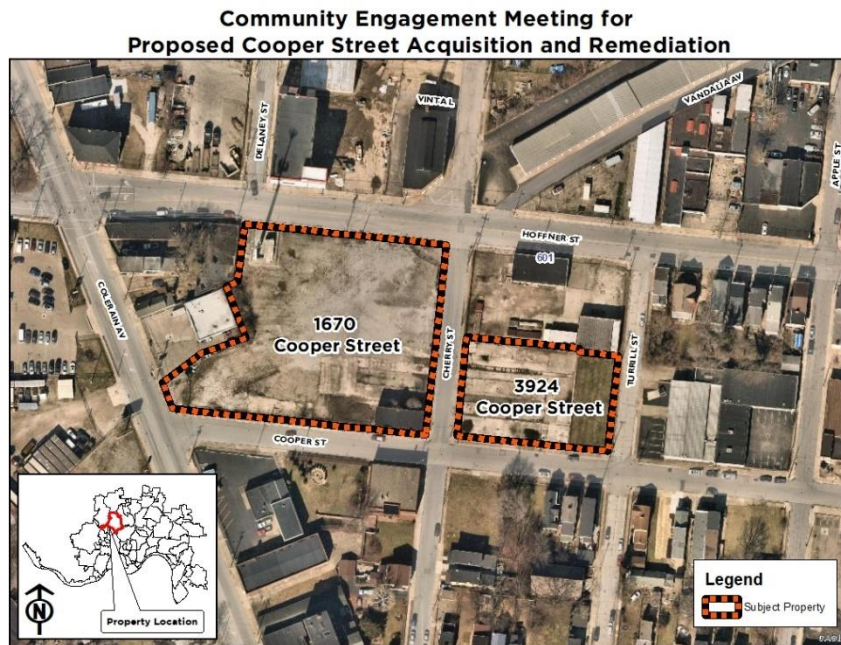 Community Engagement Meeting for
Proposed Cooper Street Acquisition and Remediation
VINTAL
VANDALIA AV
DELANEY ST
APPLE ST
HOFFNER ST
601
COLERAIN AV
1670
Cooper Street
CHERRY ST
TURRILL ST
3924
Cooper Street
COOPER ST
N
Property Location
Legend
Subject Property